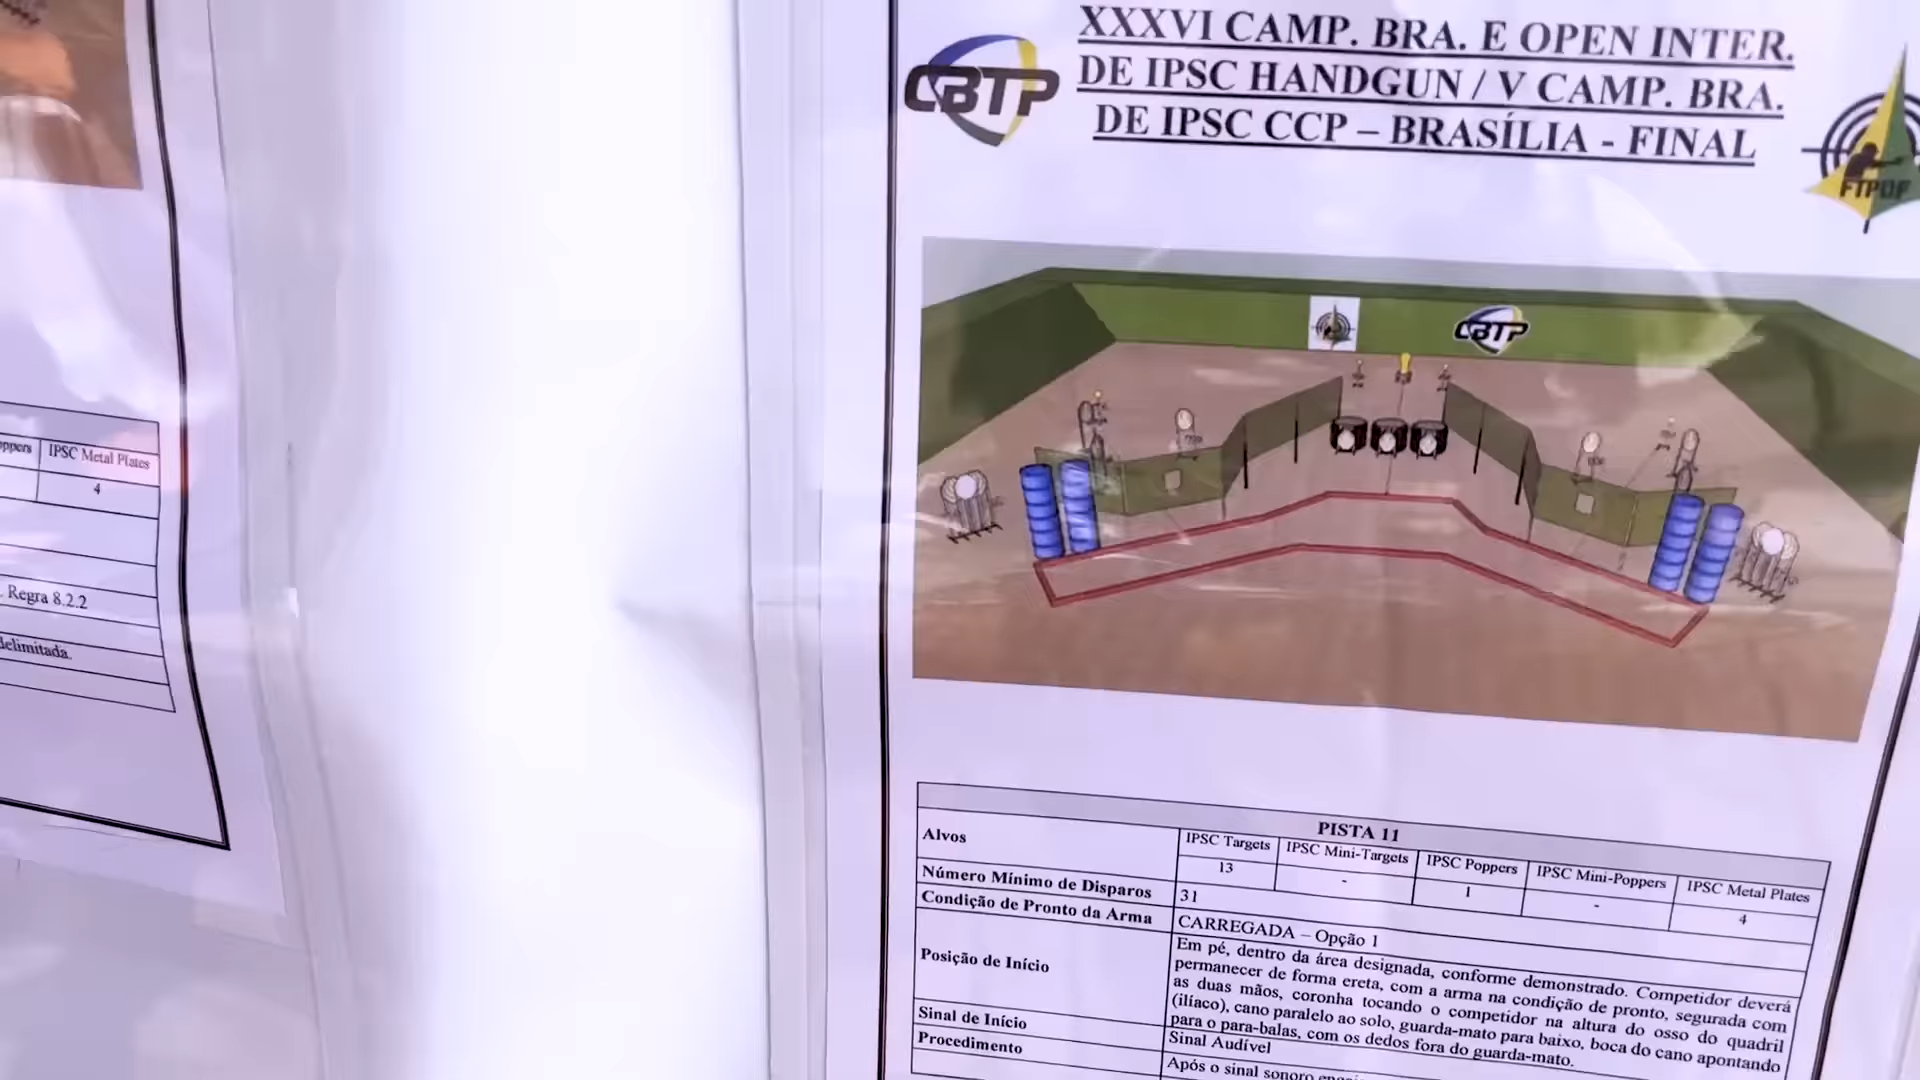 oppers IPSC Metal Plates
4
. Regra 8.2.2
delimitada.
CBTP
XXXVI CAMP. BRA. E OPEN INTER.
DE IPSC HANDGUN / V CAMP. BRA.
DE IPSC CCP – BRASÍLIA - FINAL
FTPDF
CBTP
PISTA 11
Alvos IPSC Targets IPSC Mini-Targets IPSC Poppers IPSC Mini-Poppers IPSC Metal Plates
13 - 1 - 4
Número Mínimo de Disparos 31
Condição de Pronto da Arma CARREGADA – Opção 1
Posição de Início
Em pé, dentro da área designada, conforme demonstrado. Competidor deverá
permanecer de forma ereta, com a arma na condição de pronto, segurada com
as duas mãos, coronha tocando o competidor na altura do osso do quadril
(ilíaco), cano paralelo ao solo, guarda-mato para baixo, boca do cano apontando
para o para-balas, com os dedos fora do guarda-mato.
Sinal de Início Sinal Audível
Procedimento Após o sinal sonoro